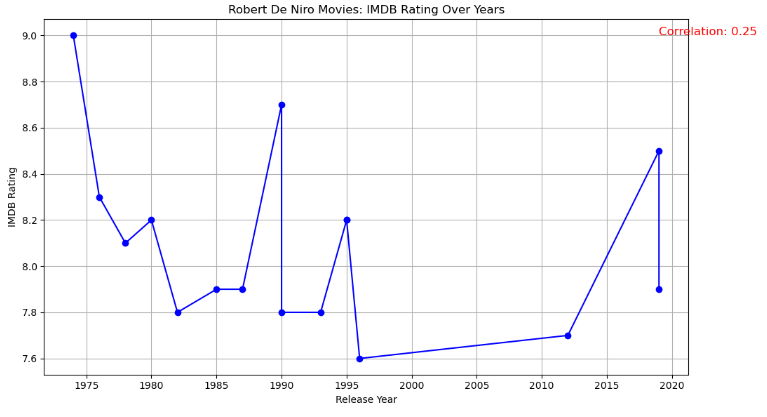 Robert De Niro Movies: IMDB Rating Over Years
Correlation: 0.25
9.0
8.8
8.6
8.4
8.2
8.0
7.8
7.6
IMDB Rating
1975 1980 1985 1990 1995 2000 2005 2010 2015 2020
Release Year